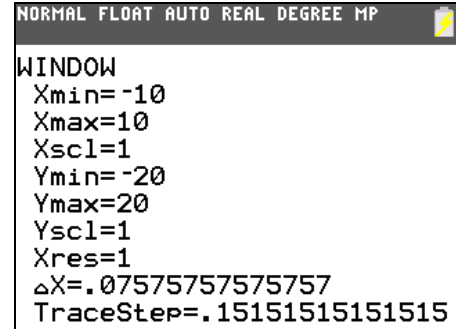 NORMAL FLOAT AUTO REAL DEGREE MP
WINDOW
Xmin=-10
Xmax=10
Xscl=1
Ymin=-20
Ymax=20
Yscl=1
Xres=1
△X=.07575757575757
TraceStep=.15151515151515